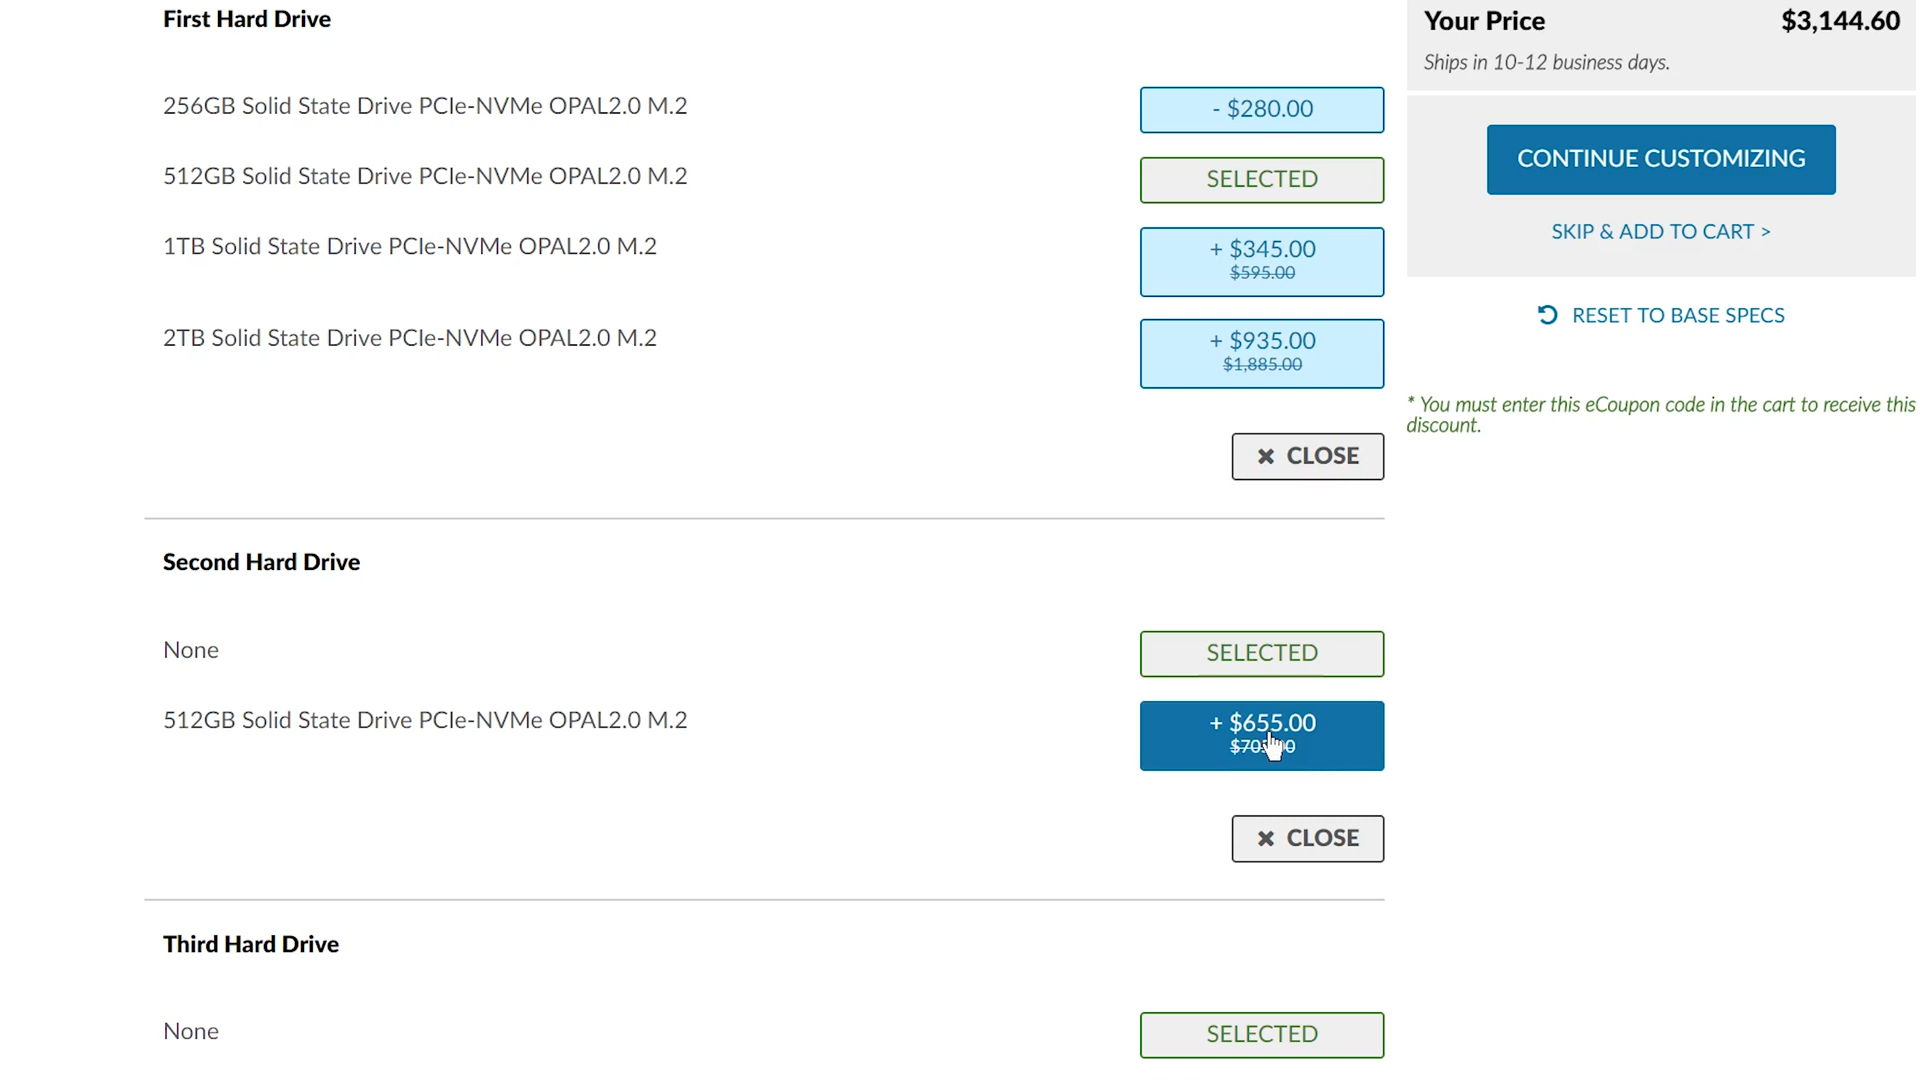 First Hard Drive
256GB Solid State Drive PCIe-NVMe OPAL2.0 M.2
- $280.00
512GB Solid State Drive PCIe-NVMe OPAL2.0 M.2
SELECTED
1TB Solid State Drive PCIe-NVMe OPAL2.0 M.2
+ $345.00
$595.00
2TB Solid State Drive PCIe-NVMe OPAL2.0 M.2
+ $935.00
$1,885.00
CLOSE
Second Hard Drive
None
SELECTED
512GB Solid State Drive PCIe-NVMe OPAL2.0 M.2
+ $655.00
CLOSE
Third Hard Drive
None
SELECTED
Your Price $3,144.60
Ships in 10-12 business days.
CONTINUE CUSTOMIZING
SKIP & ADD TO CART >
RESET TO BASE SPECS
* You must enter this eCoupon code in the cart to receive this
discount.